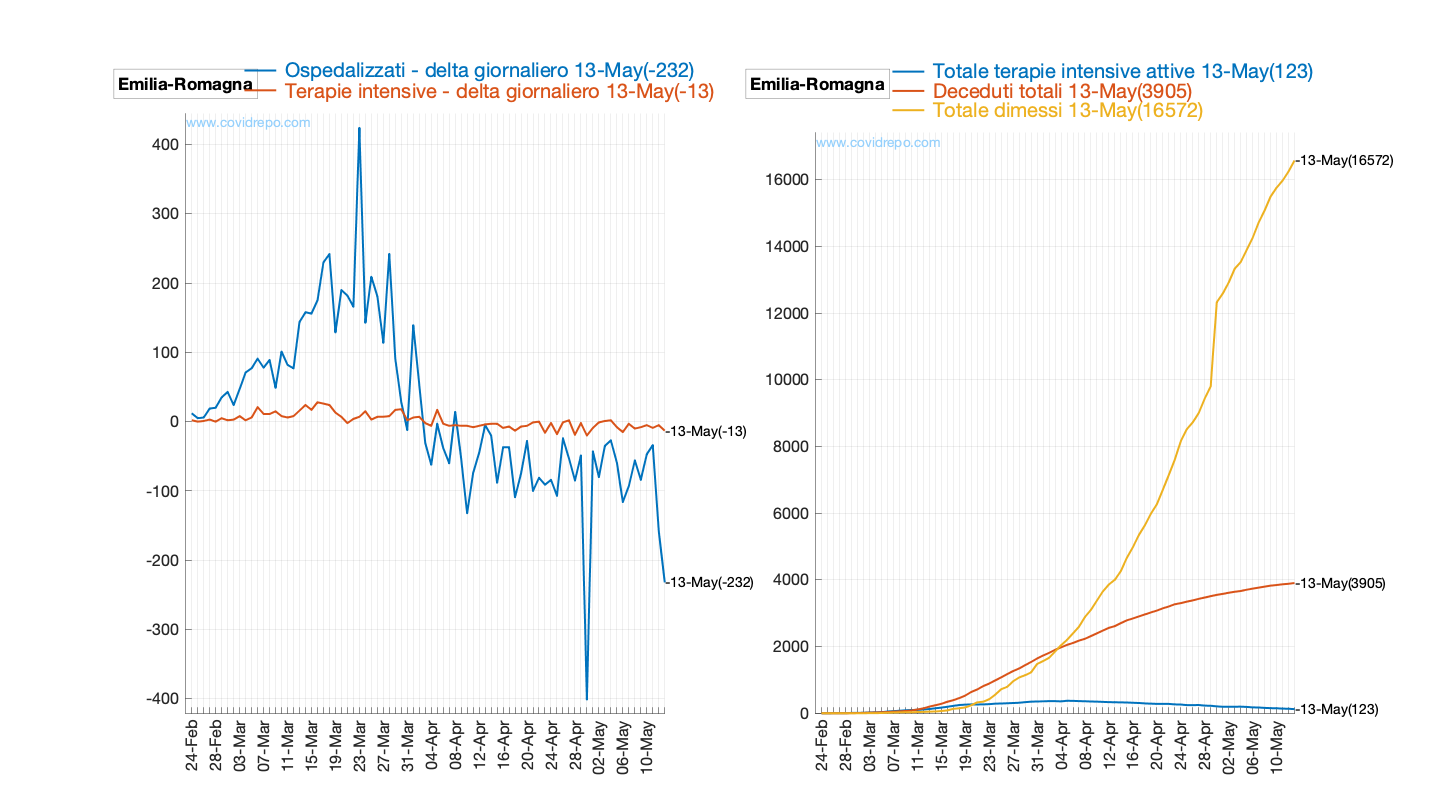 Emilia-Romagna
Ospedalizzati - delta giornaliero 13-May(-232)
Terapie intensive - delta giornaliero 13-May(-13)
www.covidrepo.com
400
300
200
100
0
-100
-200
-300
-400
-13-May(-13)
-13-May(-232)
24-Feb
28-Feb
03-Mar
07-Mar
11-Mar
15-Mar
19-Mar
23-Mar
27-Mar
31-Mar
04-Apr
08-Apr
12-Apr
16-Apr
20-Apr
24-Apr
28-Apr
02-May
06-May
10-May
Emilia-Romagna
Totale terapie intensive attive 13-May(123)
Deceduti totali 13-May(3905)
Totale dimessi 13-May(16572)
www.covidrepo.com
16000
14000
12000
10000
8000
6000
4000
2000
0
-13-May(16572)
-13-May(3905)
-13-May(123)
24-Feb
28-Feb
03-Mar
07-Mar
11-Mar
15-Mar
19-Mar
23-Mar
27-Mar
31-Mar
04-Apr
08-Apr
12-Apr
16-Apr
20-Apr
24-Apr
28-Apr
02-May
06-May
10-May